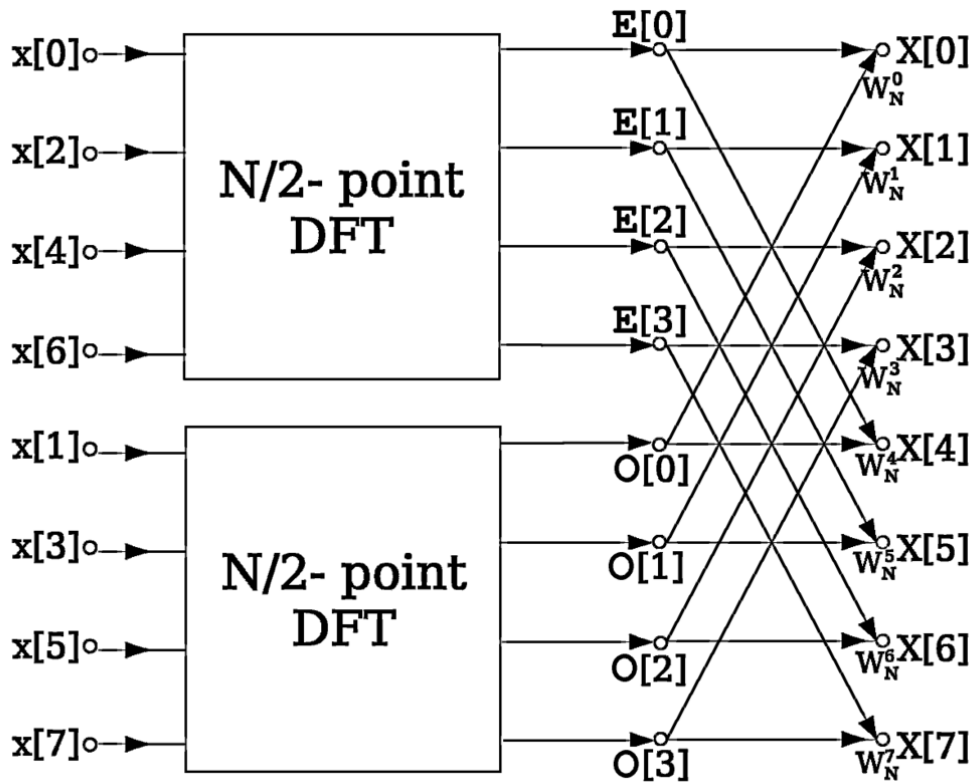 x[0]
x[2]
x[4]
x[6]
x[1]
x[3]
x[5]
x[7]
N/2- point
DFT
N/2- point
DFT
E[0]
E[1]
E[2]
E[3]
O[0]
O[1]
O[2]
O[3]
X[0]
W_N^0
X[1]
W_N^1
X[2]
W_N^2
X[3]
W_N^3
X[4]
W_N^4
X[5]
W_N^5
X[6]
W_N^6
X[7]
W_N^7